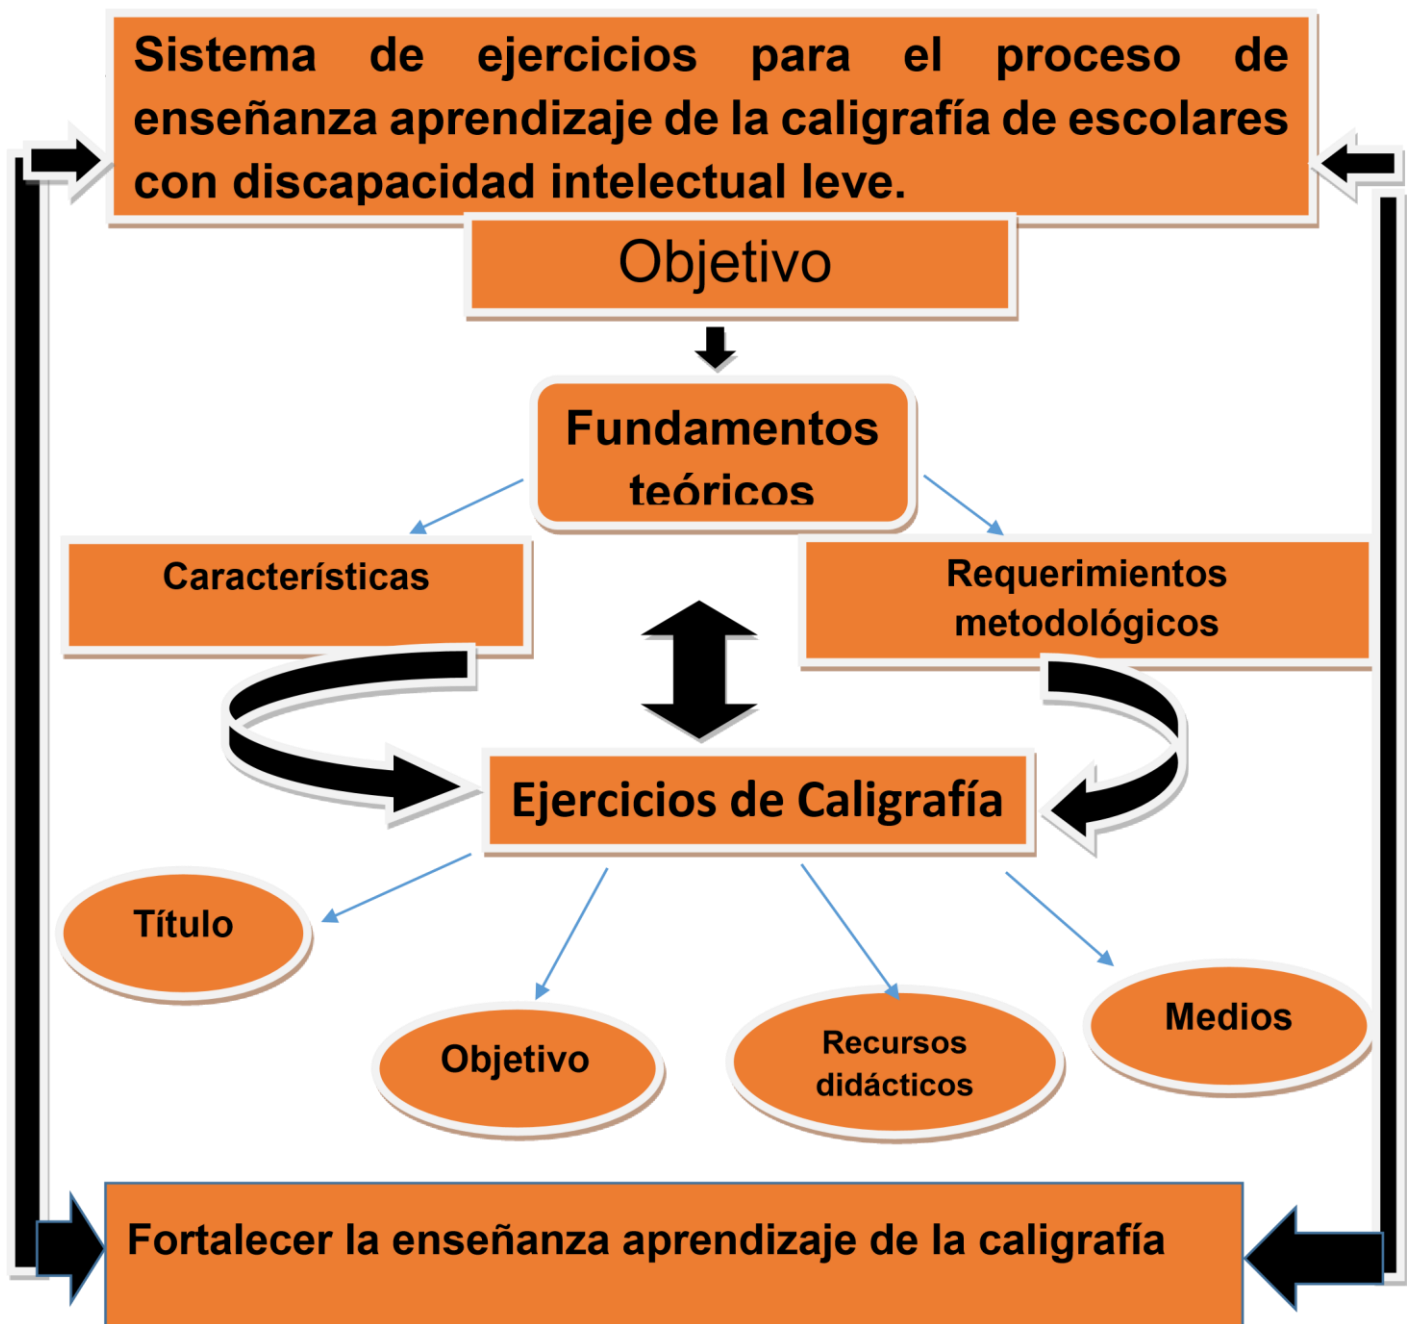 Sistema de ejercicios para el proceso de
enseñanza aprendizaje de la caligrafía de escolares
con discapacidad intelectual leve.
Objetivo
Fundamentos
teóricos
Características
Requerimientos
metodológicos
Ejercicios de Caligrafía
Título
Objetivo
Recursos
didácticos
Medios
Fortalecer la enseñanza aprendizaje de la caligrafía